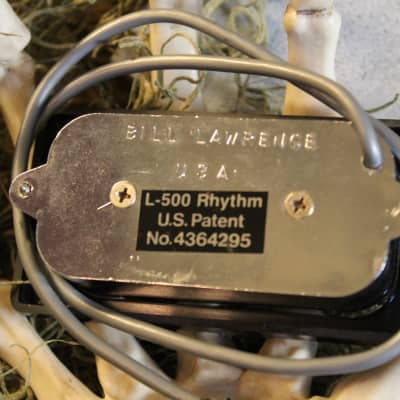 BILL LAWRENCE
USA
L-500 Rhythm
U.S. Patent
No.4364295